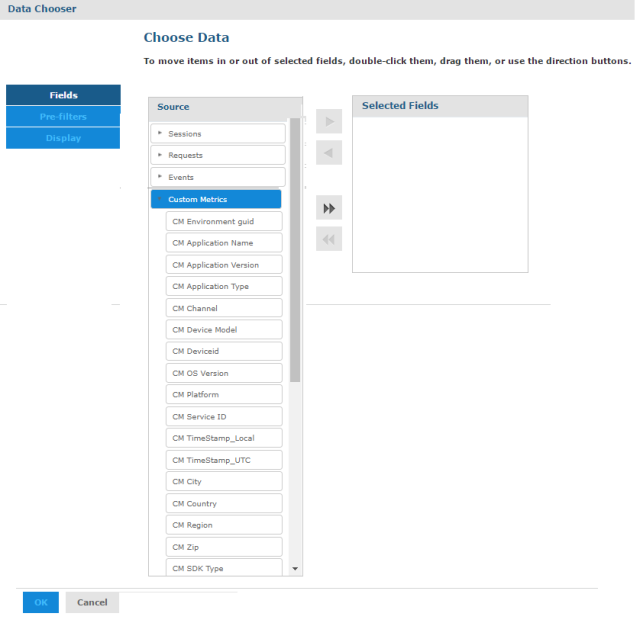 Data Chooser
Choose Data
To move items in or out of selected fields, double-click them, drag them, or use the direction buttons.
Fields
Pre-filters
Display
Source
Sessions
Requests
Events
Custom Metrics
CM Environment guid
CM Application Name
CM Application Version
CM Application Type
CM Channel
CM Device Model
CM Deviceid
CM OS Version
CM Platform
CM Service ID
CM TimeStamp_Local
CM TimeStamp_UTC
CM City
CM Country
CM Region
CM Zip
CM SDK Type
Selected Fields
OK
Cancel